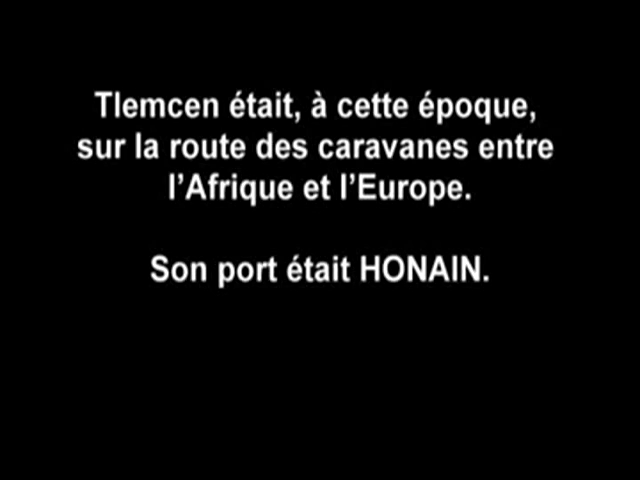 Tlemcen était, à cette époque,
sur la route des caravanes entre
l’Afrique et l’Europe.
Son port était HONAIN.